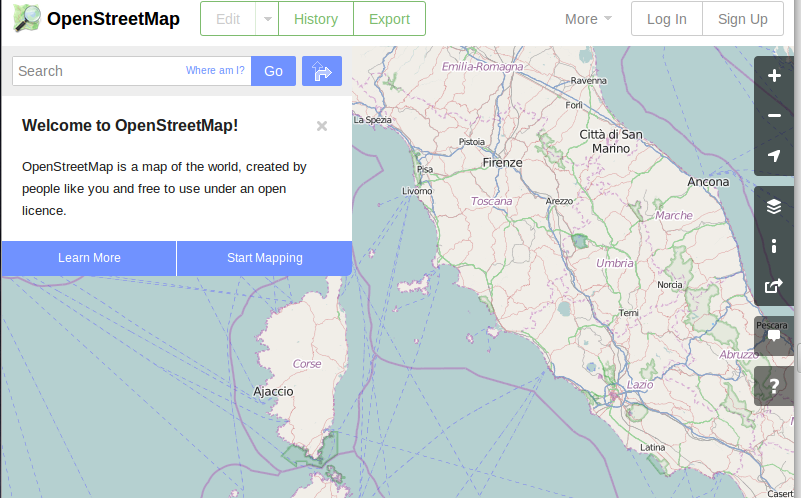 OpenStreetMap
Edit
History
Export
More
Log In
Sign Up
Search
Where am I?
Go
Welcome to OpenStreetMap!
OpenStreetMap is a map of the world, created by
people like you and free to use under an open
licence.
Learn More
Start Mapping
Emilia-Romagna
Ravenna
Forlì
La Spezia
Città di San
Marino
Pistoia
Firenze
Pisa
Ancona
Livorno
Toscana
Arezzo
Marche
Umbria
Norcia
Terni
Pescara
Abruzzo
Corse
Lazio
Ajaccio
Latina
Casert
?